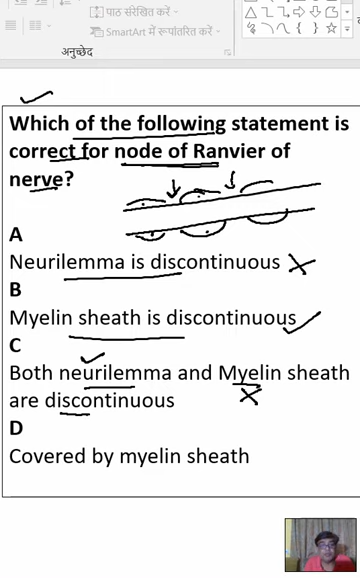 पाठ संरेखित करें
SmartArt में रूपांतरित करें
अनुच्छेद
Which of the following statement is
correct for node of Ranvier of
nerve?
A
Neurilemma is discontinuous
B
Myelin sheath is discontinuous
C
Both neurilemma and Myelin sheath
are discontinuous
D
Covered by myelin sheath